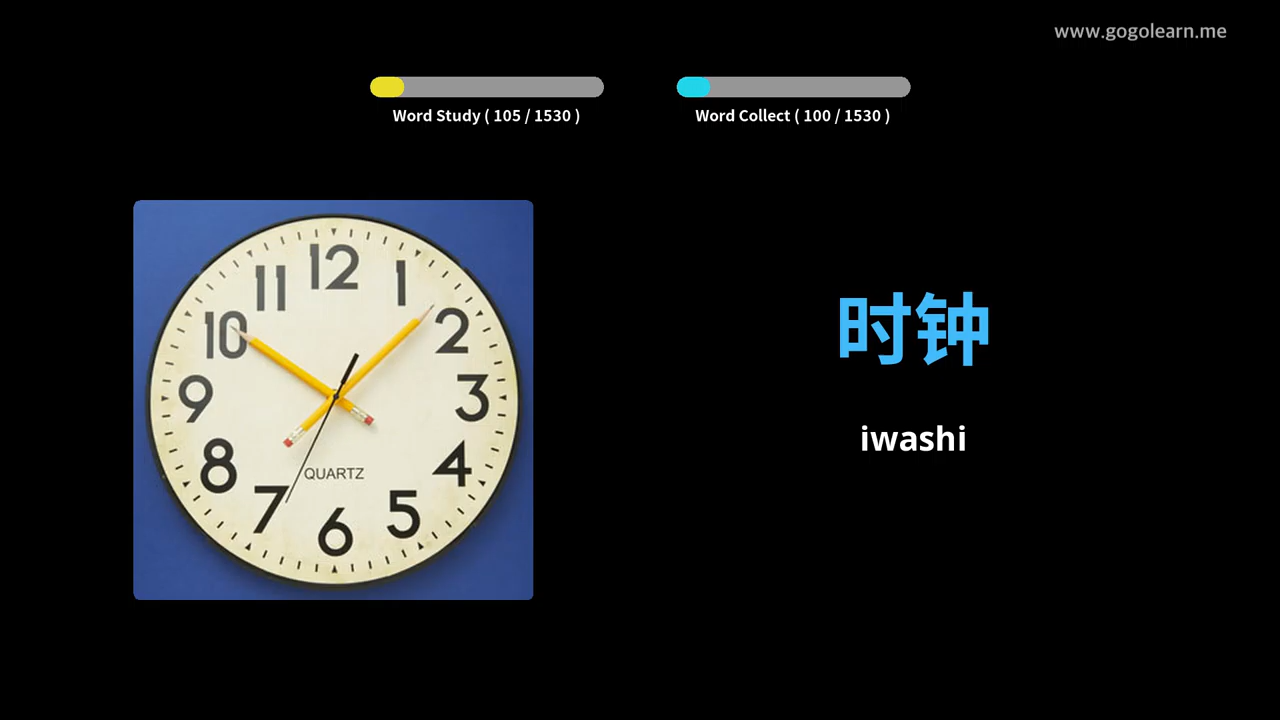 www.gogolearn.me
Word Study ( 105 / 1530 )
Word Collect ( 100 / 1530 )
12
11
1
10
2
9
3
8
4
7
5
6
QUARTZ
时钟
iwashi